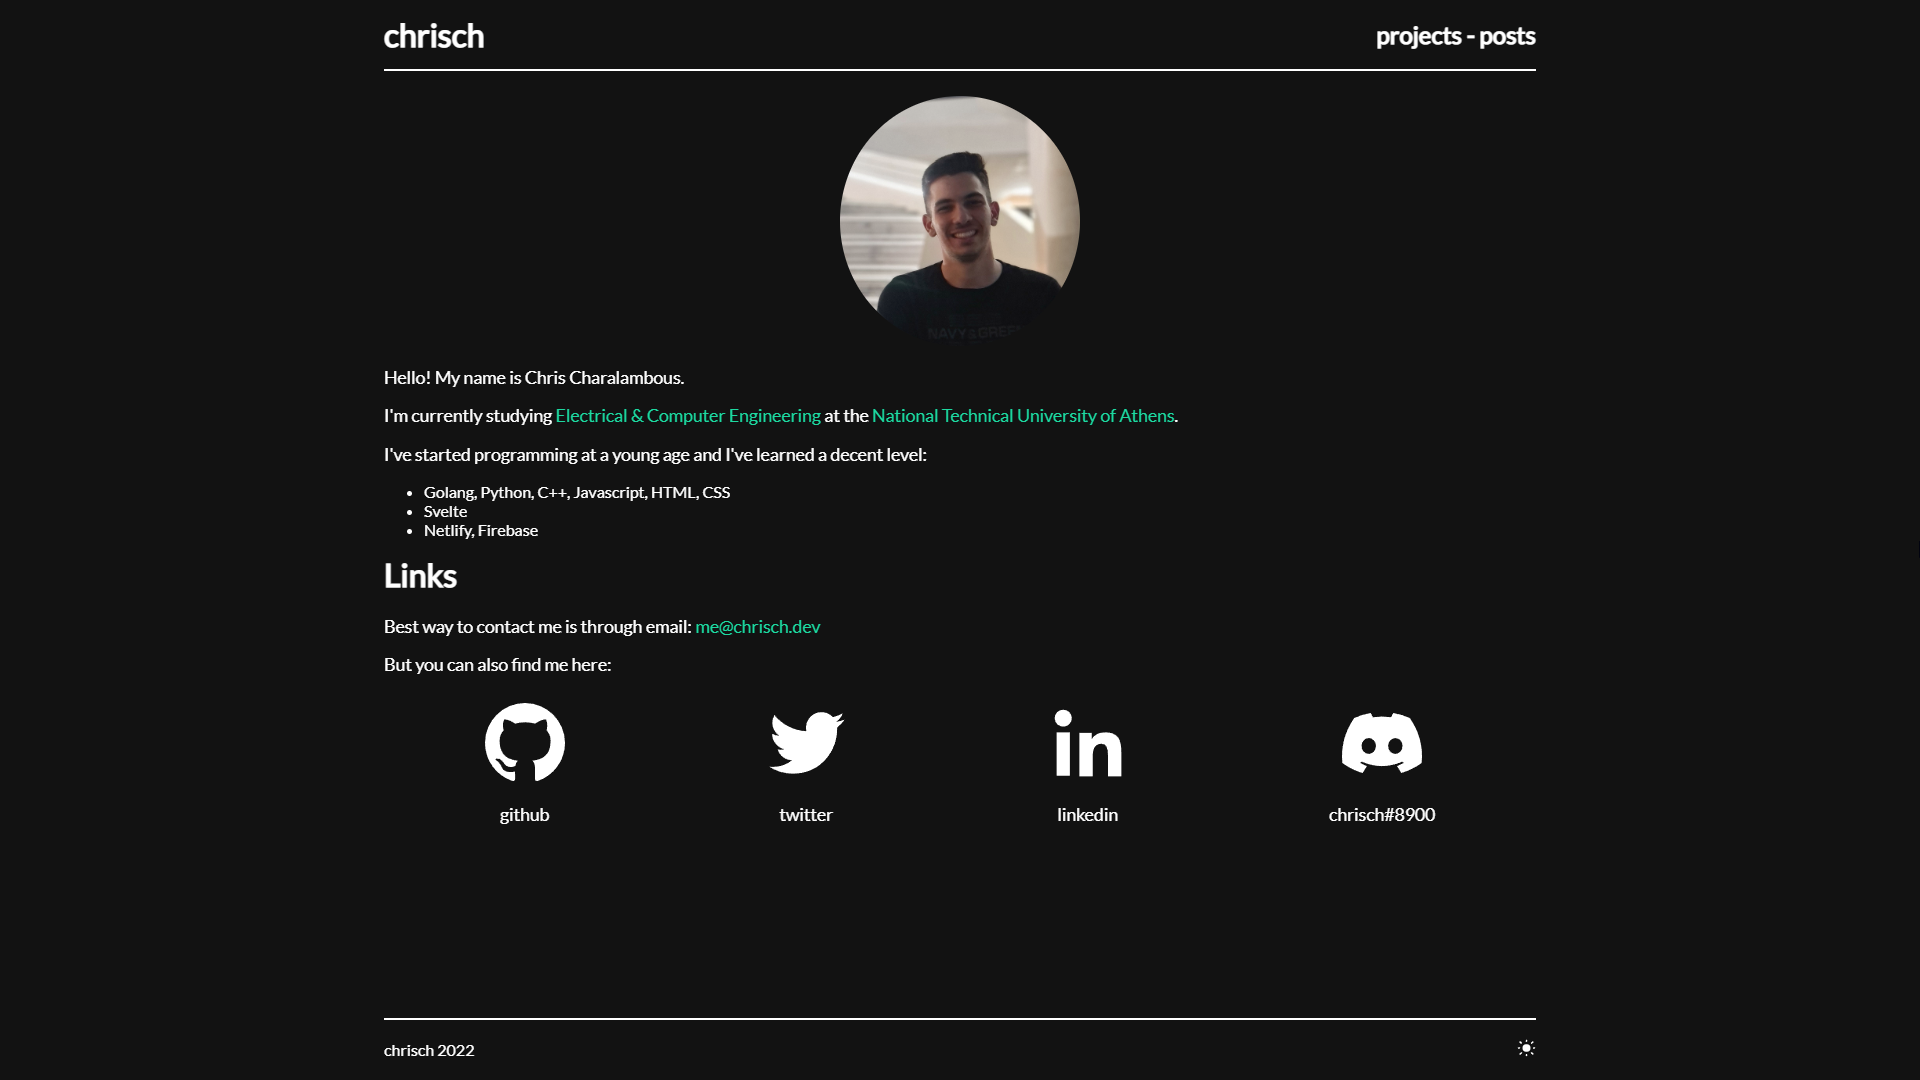 chrisch
projects - posts
NAVY&GREEN
Hello! My name is Chris Charalambous.
I'm currently studying Electrical & Computer Engineering at the National Technical University of Athens.
I've started programming at a young age and I've learned a decent level:
• Golang, Python, C++, Javascript, HTML, CSS
• Svelte
• Netlify, Firebase
Links
Best way to contact me is through email: me@chrisch.dev
But you can also find me here:
github
twitter
linkedin
chrisch#8900
chrisch 2022